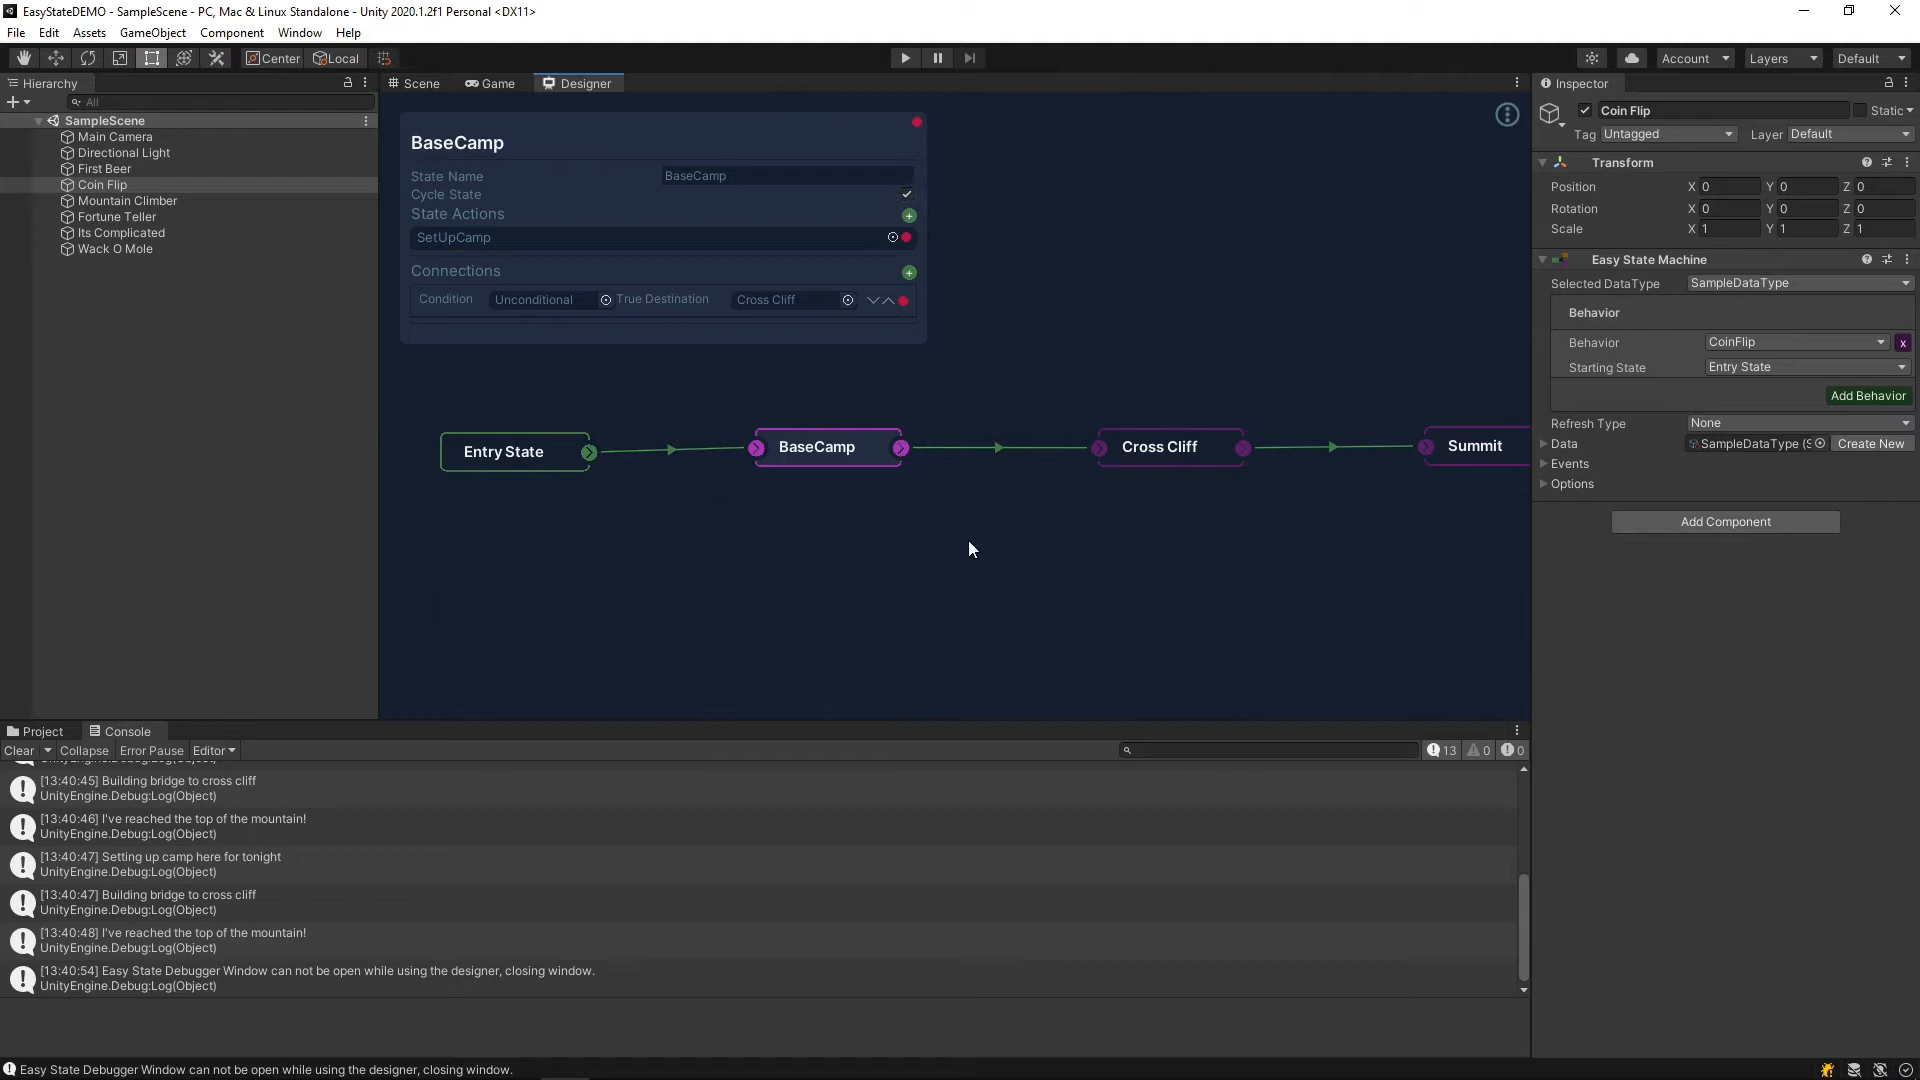 EasyStateDEMO - SampleScene - PC, Mac & Linux Standalone - Unity 2020.1.2f1 Personal <DX11>
File Edit Assets GameObject Component Window Help
Center Local Account Layers Default
Hierarchy
All
SampleScene
Main Camera
Directional Light
First Beer
Coin Flip
Mountain Climber
Fortune Teller
Its Complicated
Wack O Mole
Scene Game Designer
BaseCamp
State Name BaseCamp
Cycle State
State Actions
SetUpCamp
Connections
Condition Unconditional True Destination Cross Cliff
Entry State BaseCamp Cross Cliff Summit
Inspector
Coin Flip Static
Tag Untagged Layer Default
Transform
Position X 0 Y 0 Z 0
Rotation X 0 Y 0 Z 0
Scale X 1 Y 1 Z 1
Easy State Machine
Selected DataType SampleDataType
Behavior
Behavior CoinFlip x
Starting State Entry State
Add Behavior
Refresh Type None
Data SampleDataType (S Create New
Events
Options
Add Component
Project Console
Clear Collapse Error Pause Editor 13 0 0
[13:40:45] Building bridge to cross cliff
UnityEngine.Debug:Log(Object)
[13:40:46] I've reached the top of the mountain!
UnityEngine.Debug:Log(Object)
[13:40:47] Setting up camp here for tonight
UnityEngine.Debug:Log(Object)
[13:40:47] Building bridge to cross cliff
UnityEngine.Debug:Log(Object)
[13:40:48] I've reached the top of the mountain!
UnityEngine.Debug:Log(Object)
[13:40:54] Easy State Debugger Window can not be open while using the designer, closing window.
UnityEngine.Debug:Log(Object)
Easy State Debugger Window can not be open while using the designer, closing window.